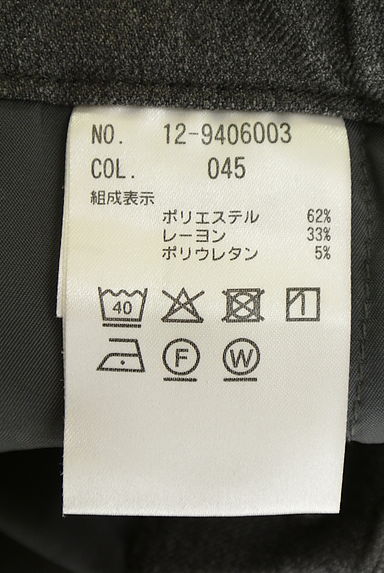 NO. 12-9406003
COL. 045
組成表示
ポリエステル 62%
レーヨン 33%
ポリウレタン 5%
40
F W